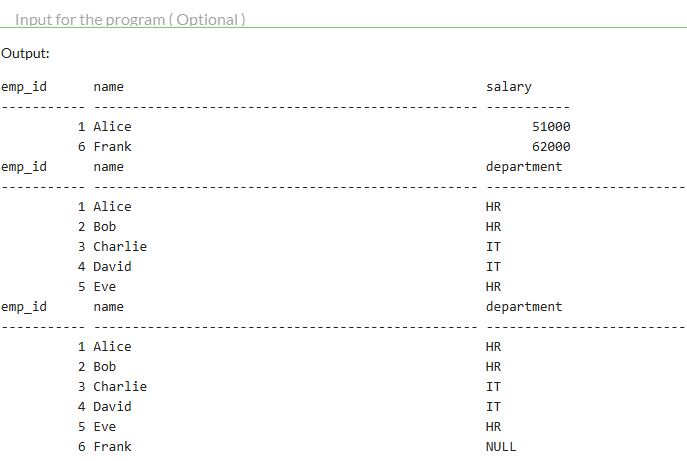 Input for the program ( Optional )
Output:
emp_id      name                                               salary
----------- -------------------------------------------------- -----------
          1 Alice                                                    51000
          6 Frank                                                    62000
emp_id      name                                               department
----------- -------------------------------------------------- --------------------------
          1 Alice                                              HR
          2 Bob                                                HR
          3 Charlie                                            IT
          4 David                                              IT
          5 Eve                                                HR
emp_id      name                                               department
----------- -------------------------------------------------- --------------------------
          1 Alice                                              HR
          2 Bob                                                HR
          3 Charlie                                            IT
          4 David                                              IT
          5 Eve                                                HR
          6 Frank                                              NULL